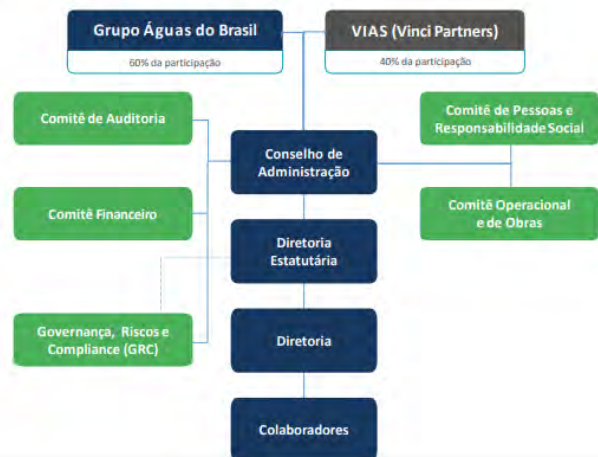 Grupo Águas do Brasil
60% da participação
VIAS (Vinci Partners)
40% da participação
Comitê de Auditoria
Comitê de Pessoas e
Responsabilidade Social
Conselho de
Administração
Comitê Financeiro
Comitê Operacional
e de Obras
Diretoria
Estatutária
Governança, Riscos e
Compliance (GRC)
Diretoria
Colaboradores